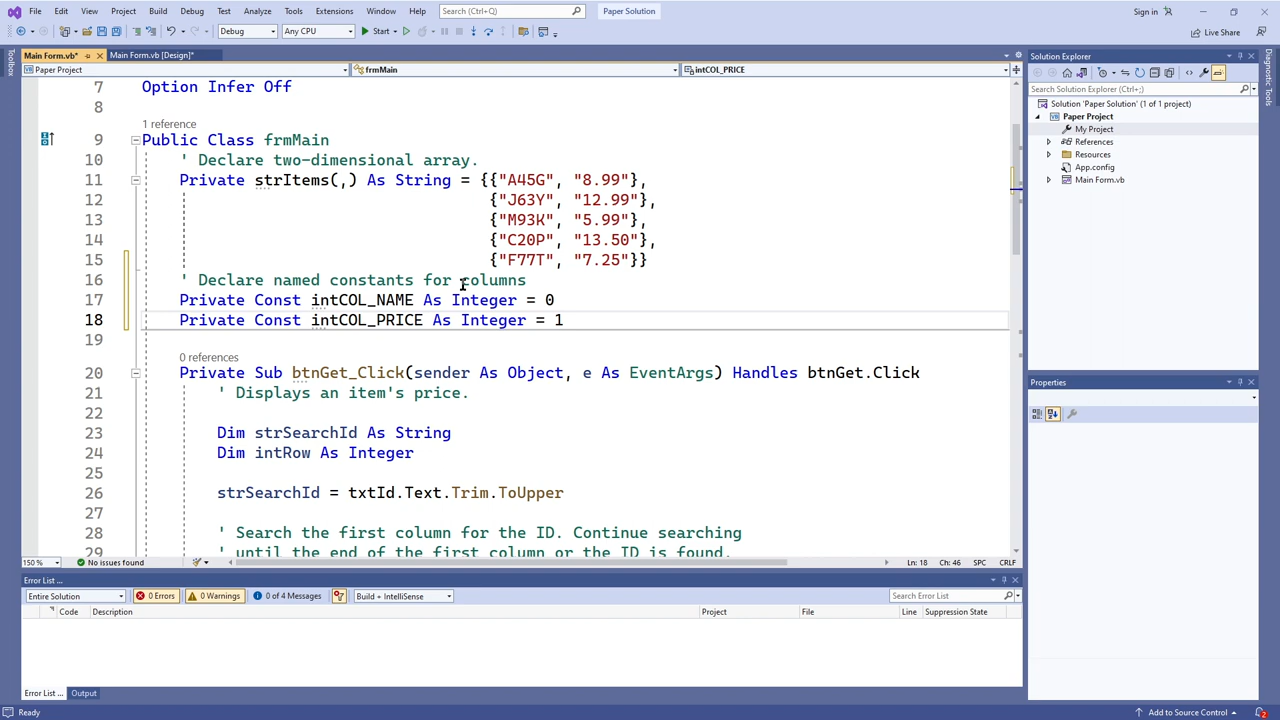 File Edit View Project Build Debug Test Analyze Tools Extensions Window Help Search (Ctrl+Q) Paper Solution Sign in
Debug Any CPU Start Live Share
Main Form.vb* Main Form.vb [Design]*
Paper Project frmMain intCOL_PRICE
Toolbox
7 Option Infer Off
8
1 reference
9 Public Class frmMain
10 ' Declare two-dimensional array.
11 Private strItems(,) As String = {{"A45G", "8.99"},
12 {"J63Y", "12.99"},
13 {"M93K", "5.99"},
14 {"C20P", "13.50"},
15 {"F77T", "7.25"}}
16 ' Declare named constants for columns
17 Private Const intCOL_NAME As Integer = 0
18 Private Const intCOL_PRICE As Integer = 1
19
0 references
20 Private Sub btnGet_Click(sender As Object, e As EventArgs) Handles btnGet.Click
21 ' Displays an item's price.
22
23 Dim strSearchId As String
24 Dim intRow As Integer
25
26 strSearchId = txtId.Text.Trim.ToUpper
27
28 ' Search the first column for the ID. Continue searching
29 ' until the end of the first column or the ID is found.
150 % No issues found Ln: 18 Ch: 46 SPC CRLF
Error List ...
Entire Solution 0 Errors 0 Warnings 0 of 4 Messages Build + IntelliSense Search Error List
Code Description Project File Line Suppression State
Error List ... Output
Solution Explorer
Search Solution Explorer (Ctrl+;)
Solution 'Paper Solution' (1 of 1 project)
Paper Project
My Project
References
Resources
App.config
Main Form.vb
Properties
Diagnostic Tools
Ready Add to Source Control 2